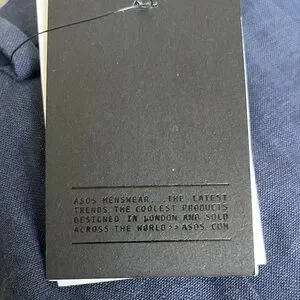 ASOS MENSWEAR. THE LATEST
TRENDS THE COOLEST PRODUCTS
DESIGNED IN LONDON AND SOLD
ACROSS THE WORLD >> ASOS.COM